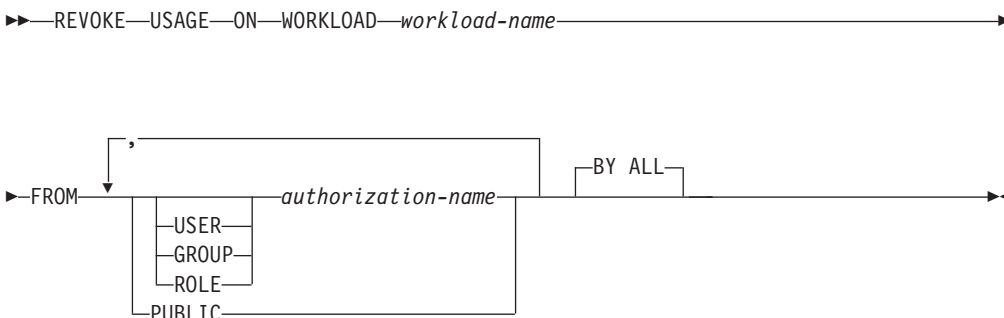 REVOKE USAGE ON WORKLOAD workload-name
,
BY ALL
FROM authorization-name
USER
GROUP
ROLE
PUBLIC